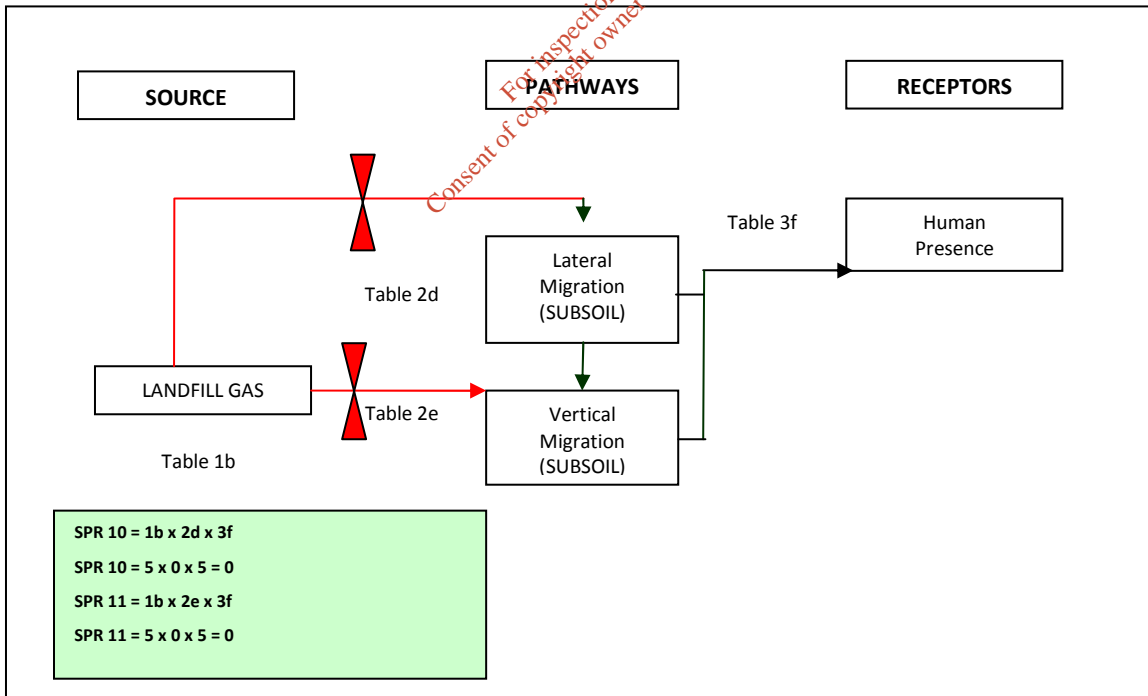 For inspection
Consent of copyright owner
SOURCE
PATHWAYS
RECEPTORS
Table 3f
Human
Presence
Lateral
Migration
(SUBSOIL)
Table 2d
LANDFILL GAS
Table 2e
Vertical
Migration
(SUBSOIL)
Table 1b
SPR 10 = 1b x 2d x 3f
SPR 10 = 5 x 0 x 5 = 0
SPR 11 = 1b x 2e x 3f
SPR 11 = 5 x 0 x 5 = 0